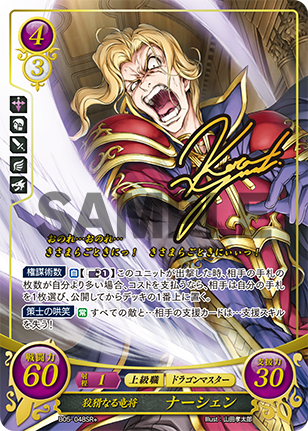 4
3
SAMPLE
おのれ…おのれ…
きさまらごときにっ！ きさまらごときにいぃっ！
権謀術数 自 1 このユニットが出撃した時、相手の手札の
枚数が自分より多い場合、コストを支払うなら、相手は自分の手札
を1枚選び、公開してからデッキの1番上に置く。
策士の哄笑 常 すべての敵と…相手の支援カードは…支援スキル
を失う!!
戦闘力
60
射程 1 上級職 ドラゴンマスター
支援力
30
狡猾なる竜将 ナーシェン
B05-048SR+
Illust：山田孝太郎